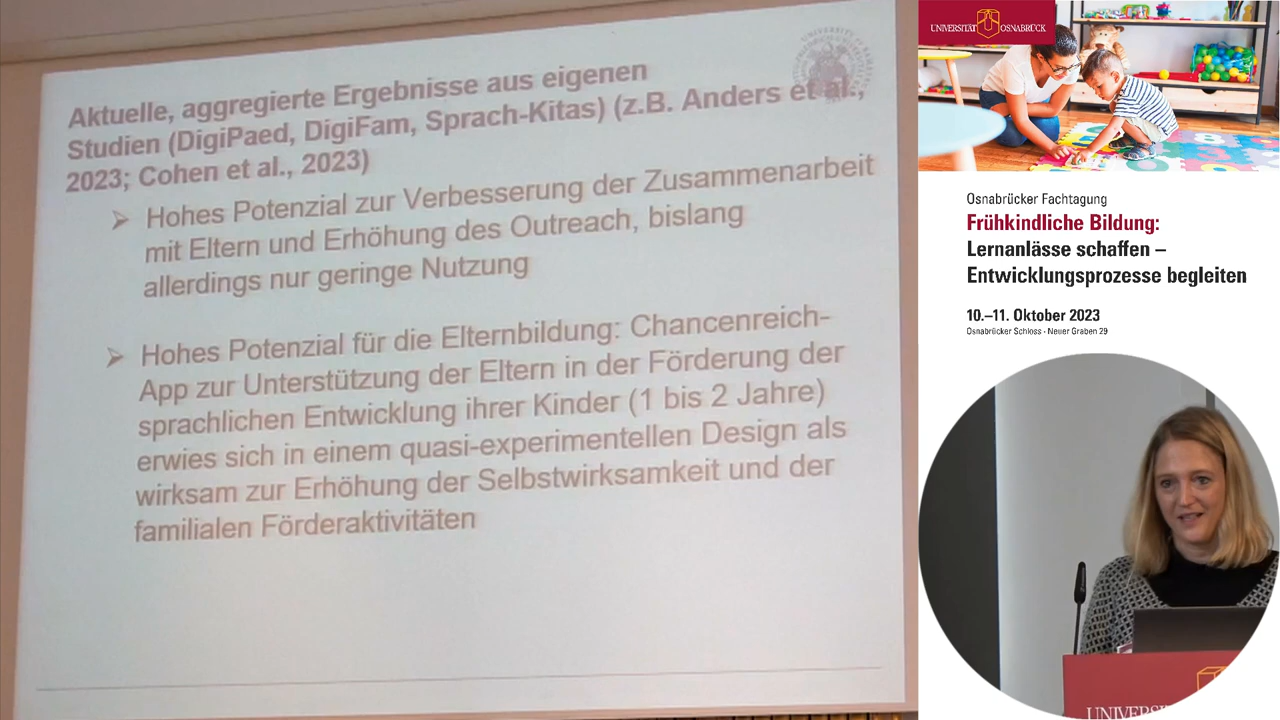 Aktuelle, aggregierte Ergebnisse aus eigenen
Studien (DigiPaed, DigiFam, Sprach-Kitas) (z.B. Anders et al.,
2023; Cohen et al., 2023)
➢ Hohes Potenzial zur Verbesserung der Zusammenarbeit
mit Eltern und Erhöhung des Outreach, bislang
allerdings nur geringe Nutzung
➢ Hohes Potenzial für die Elternbildung: Chancenreich-
App zur Unterstützung der Eltern in der Förderung der
sprachlichen Entwicklung ihrer Kinder (1 bis 2 Jahre)
erwies sich in einem quasi-experimentellen Design als
wirksam zur Erhöhung der Selbstwirksamkeit und der
familialen Förderaktivitäten
UNIVERSITÄT OSNABRÜCK
Osnabrücker Fachtagung
Frühkindliche Bildung:
Lernanlässe schaffen –
Entwicklungsprozesse begleiten
10.–11. Oktober 2023
Osnabrücker Schloss · Neuer Graben 29